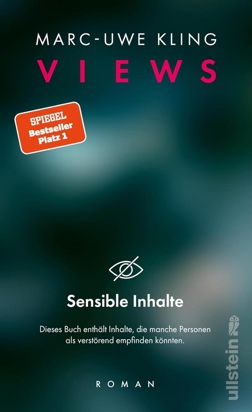 MARC-UWE KLING
VIEWS
SPIEGEL
Bestseller
Platz 1
Sensible Inhalte
Dieses Buch enthält Inhalte, die manche Personen
als verstörend empfinden könnten.
ROMAN
ullstein